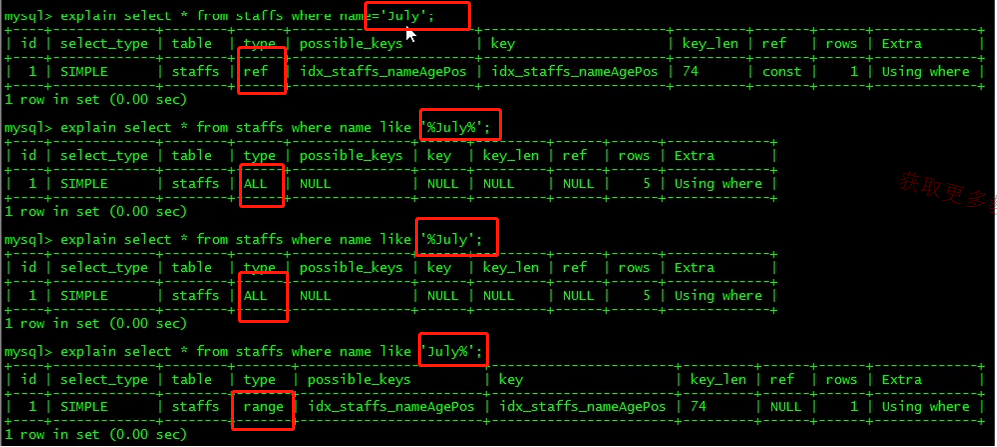 mysql> explain select * from staffs where name='July';
+----+-------------+--------+------+-----------------------+-----------------------+---------+-------+------+-------------+
| id | select_type | table | type | possible_keys | key | key_len | ref | rows | Extra |
+----+-------------+--------+------+-----------------------+-----------------------+---------+-------+------+-------------+
| 1 | SIMPLE | staffs | ref | idx_staffs_nameAgePos | idx_staffs_nameAgePos | 74 | const | 1 | Using where |
+----+-------------+--------+------+-----------------------+-----------------------+---------+-------+------+-------------+
1 row in set (0.00 sec)
mysql> explain select * from staffs where name like '%July%';
+----+-------------+--------+------+---------------+------+---------+------+------+-------------+
| id | select_type | table | type | possible_keys | key | key_len | ref | rows | Extra |
+----+-------------+--------+------+---------------+------+---------+------+------+-------------+
| 1 | SIMPLE | staffs | ALL | NULL | NULL | NULL | NULL | 5 | Using where |
+----+-------------+--------+------+---------------+------+---------+------+------+-------------+
1 row in set (0.00 sec)
获取更多
mysql> explain select * from staffs where name like '%July';
+----+-------------+--------+------+---------------+------+---------+------+------+-------------+
| id | select_type | table | type | possible_keys | key | key_len | ref | rows | Extra |
+----+-------------+--------+------+---------------+------+---------+------+------+-------------+
| 1 | SIMPLE | staffs | ALL | NULL | NULL | NULL | NULL | 5 | Using where |
+----+-------------+--------+------+---------------+------+---------+------+------+-------------+
1 row in set (0.00 sec)
mysql> explain select * from staffs where name like 'July%';
+----+-------------+--------+-------+-----------------------+-----------------------+---------+------+------+-------------+
| id | select_type | table | type | possible_keys | key | key_len | ref | rows | Extra |
+----+-------------+--------+-------+-----------------------+-----------------------+---------+------+------+-------------+
| 1 | SIMPLE | staffs | range | idx_staffs_nameAgePos | idx_staffs_nameAgePos | 74 | NULL | 1 | Using where |
+----+-------------+--------+-------+-----------------------+-----------------------+---------+------+------+-------------+
1 row in set (0.00 sec)